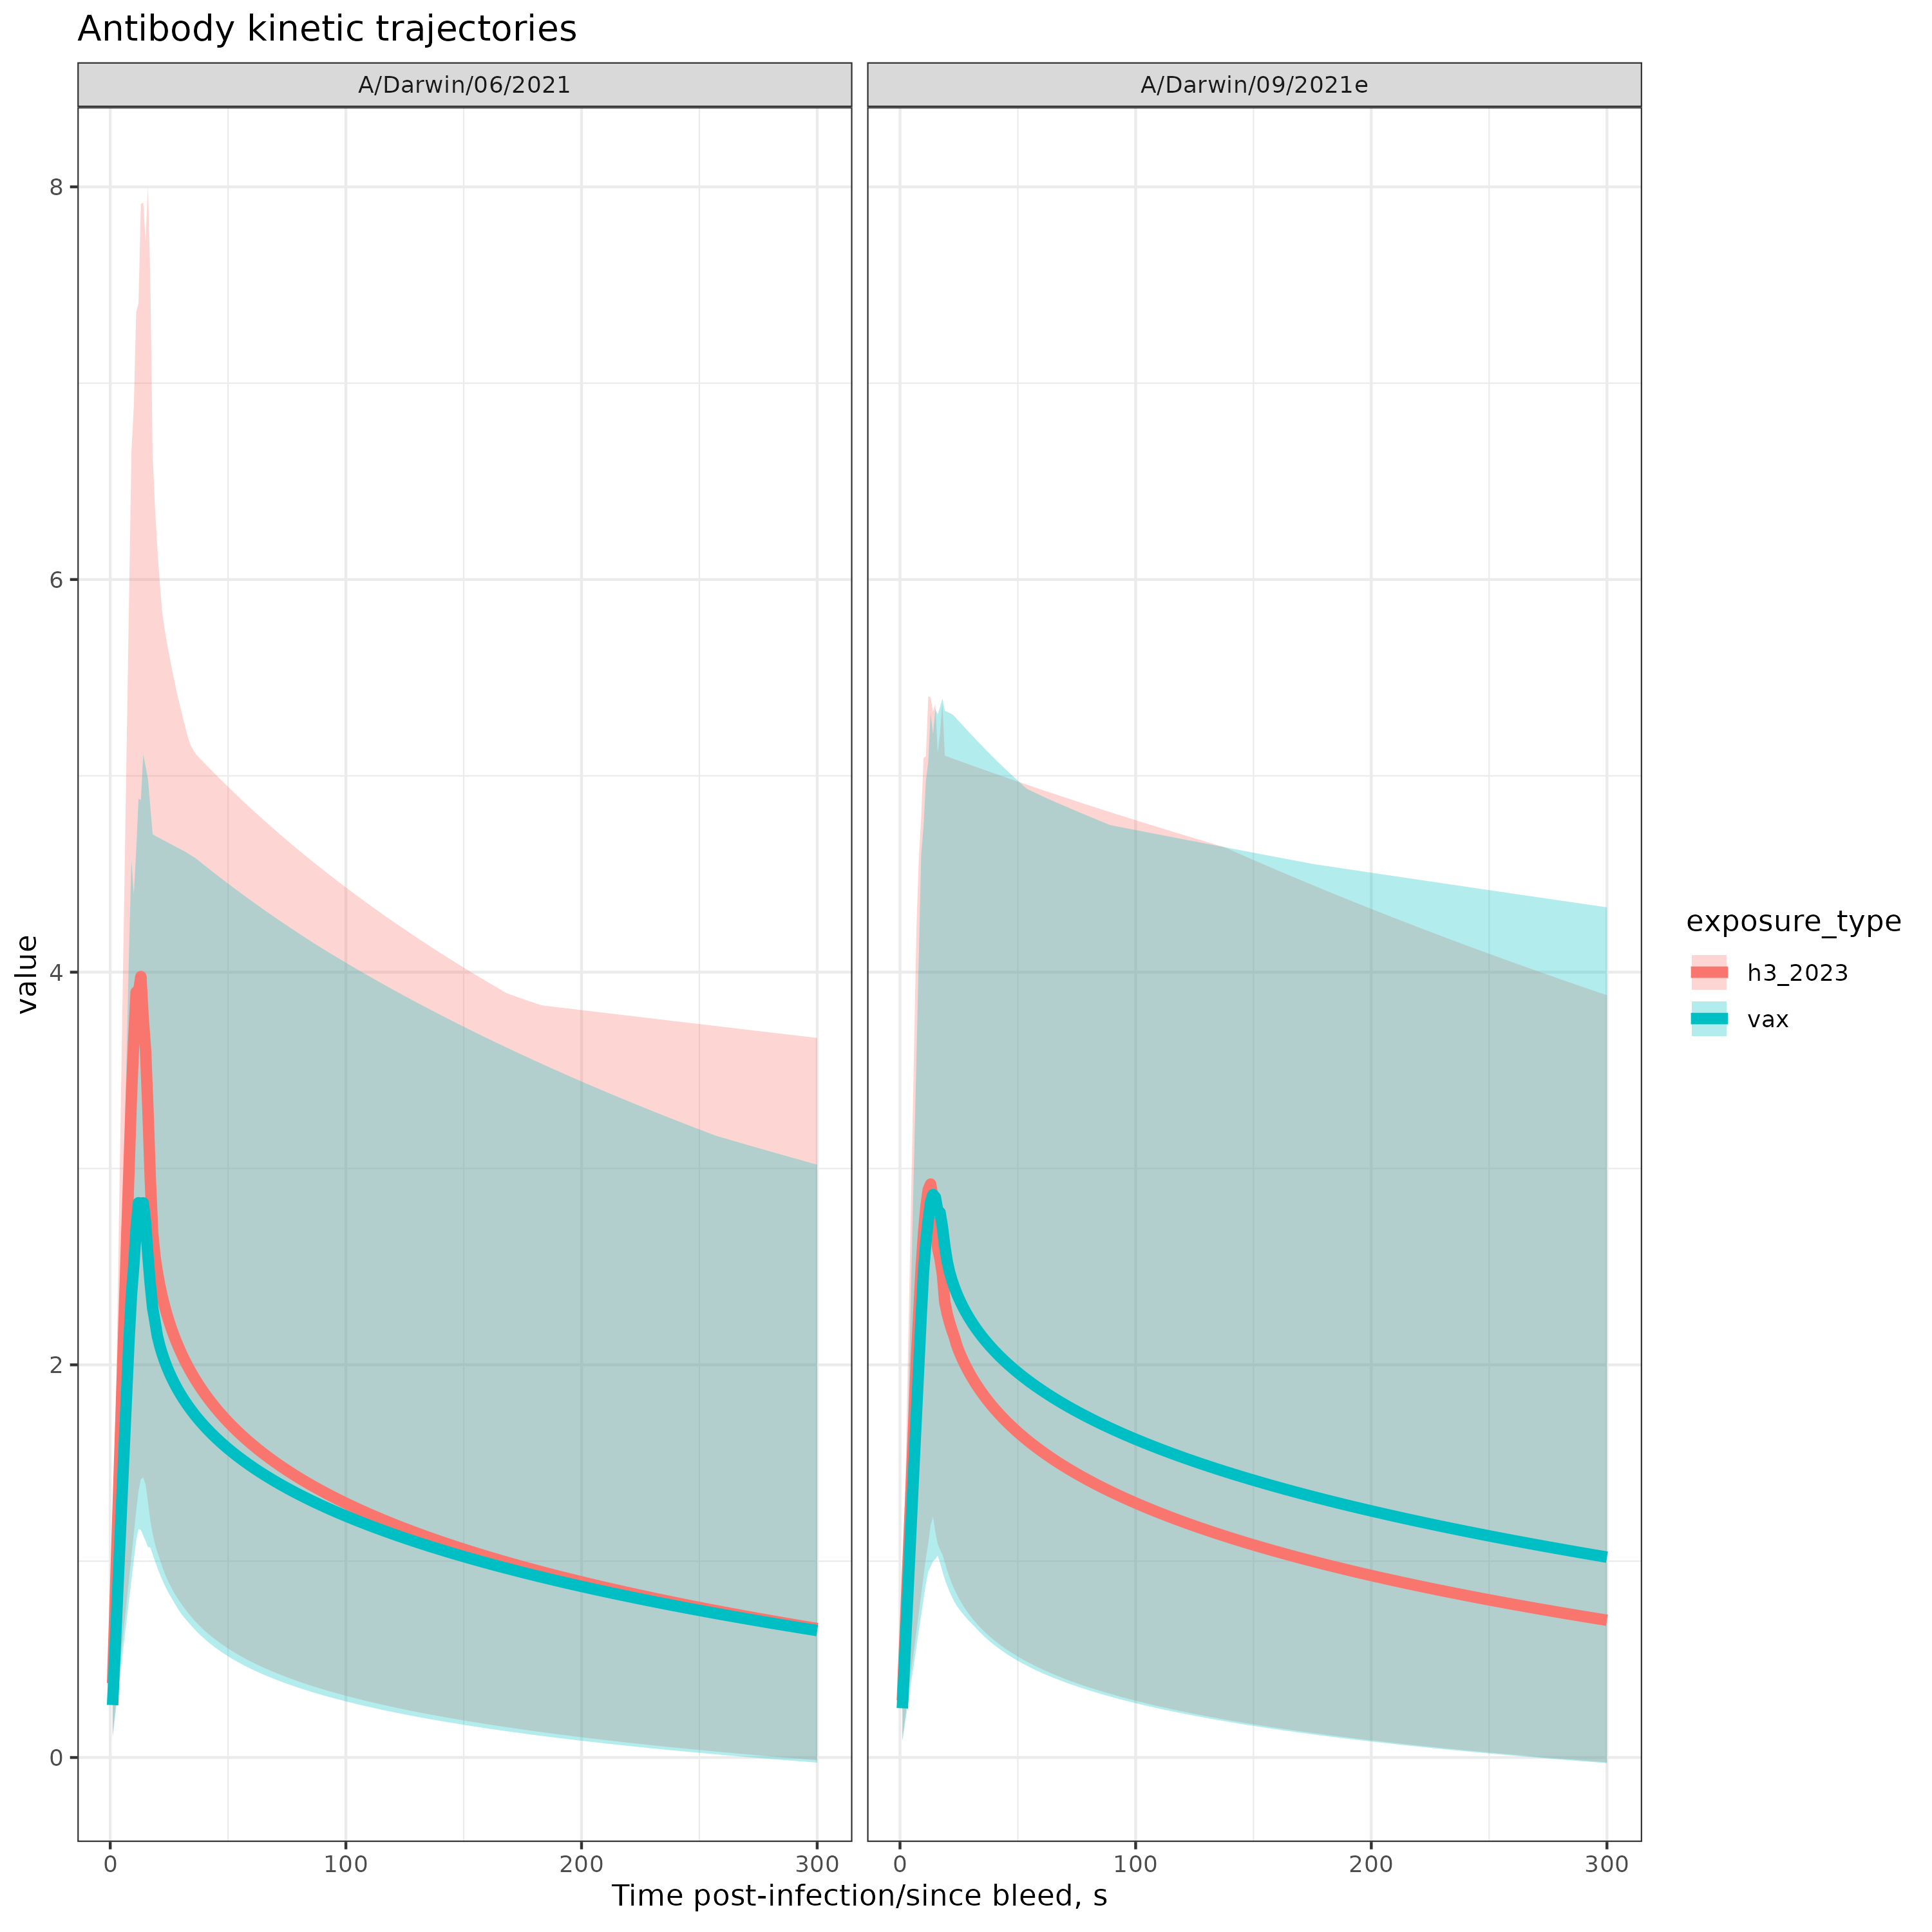 Antibody kinetic trajectories
A/Darwin/06/2021
A/Darwin/09/2021e
value
8
6
4
2
0
0 100 200 300
0 100 200 300
Time post-infection/since bleed, s
exposure_type
h3_2023
vax